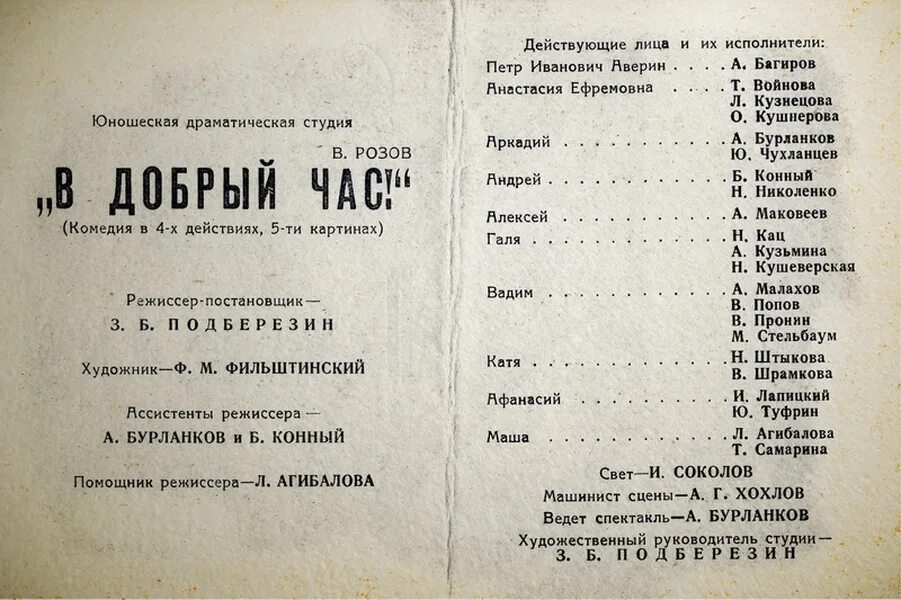 Юношеская драматическая студия
В. РОЗОВ
„В ДОБРЫЙ ЧАС!“
(Комедия в 4-х действиях, 5-ти картинах)
Режиссер-постановщик—
З. Б. ПОДБЕРЕЗИН
Художник—Ф. М. ФИЛЬШТИНСКИЙ
Ассистенты режиссера —
А. БУРЛАНКОВ и Б. КОННЫЙ
Помощник режиссера—Л. АГИБАЛОВА
Действующие лица и их исполнители:
Петр Иванович Аверин . . . . А. Багиров
Анастасия Ефремовна . . . . Т. Войнова
Л. Кузнецова
О. Кушнерова
Аркадий . . . . . . . . . . . А. Бурланков
Ю. Чухланцев
Андрей . . . . . . . . . . . . Б. Конный
Н. Николенко
Алексей . . . . . . . . . . . А. Маковеев
Галя . . . . . . . . . . . . . Н. Кац
А. Кузьмина
Н. Кушеверская
Вадим . . . . . . . . . . . . А. Малахов
В. Попов
В. Пронин
М. Стельбаум
Катя . . . . . . . . . . . . . Н. Штыкова
В. Шрамкова
Афанасий . . . . . . . . . . И. Лапицкий
Ю. Туфрин
Маша . . . . . . . . . . . . Л. Агибалова
Т. Самарина
Свет—И. СОКОЛОВ
Машинист сцены—А. Г. ХОХЛОВ
Ведет спектакль—А. БУРЛАНКОВ
Художественный руководитель студии—
З. Б. ПОДБЕРЕЗИН